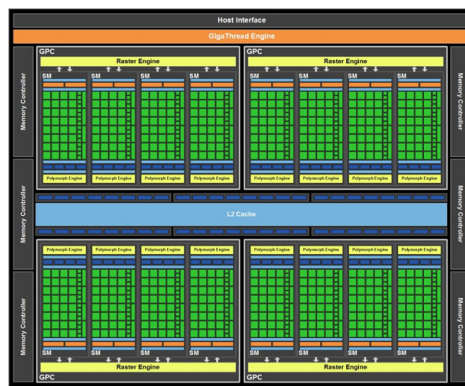 Host Interface
GigaThread Engine
GPC GPC
Raster Engine Raster Engine
SM SM SM SM SM SM SM SM
Memory Controller Memory Controller
Polymorph Engine Polymorph Engine Polymorph Engine Polymorph Engine Polymorph Engine Polymorph Engine Polymorph Engine Polymorph Engine
Memory Controller Memory Controller
L2 Cache
Polymorph Engine Polymorph Engine Polymorph Engine Polymorph Engine Polymorph Engine Polymorph Engine Polymorph Engine Polymorph Engine
Memory Controller Memory Controller
SM SM SM SM SM SM SM SM
Raster Engine Raster Engine
GPC GPC